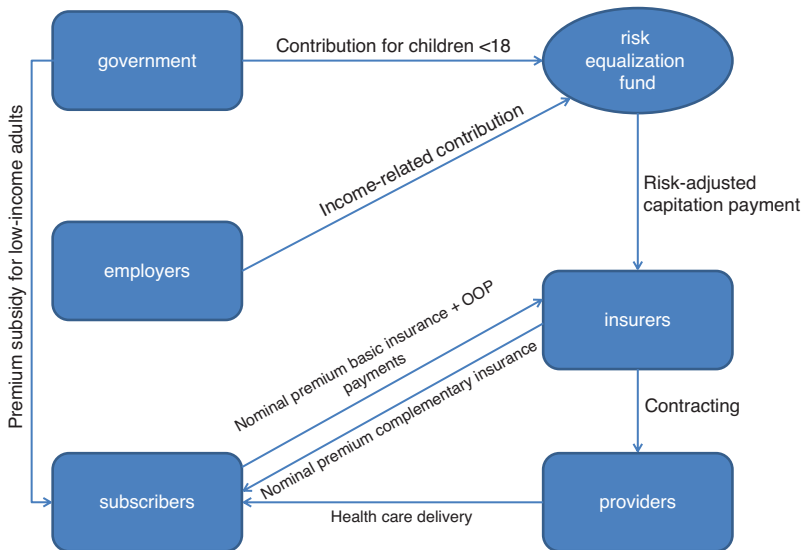 government
Contribution for children <18
risk
equalization
fund
Premium subsidy for low-income adults
Income-related contribution
Risk-adjusted
capitation payment
employers
Nominal premium basic insurance + OOP
payments
Nominal premium complementary insurance
insurers
Contracting
subscribers
Health care delivery
providers